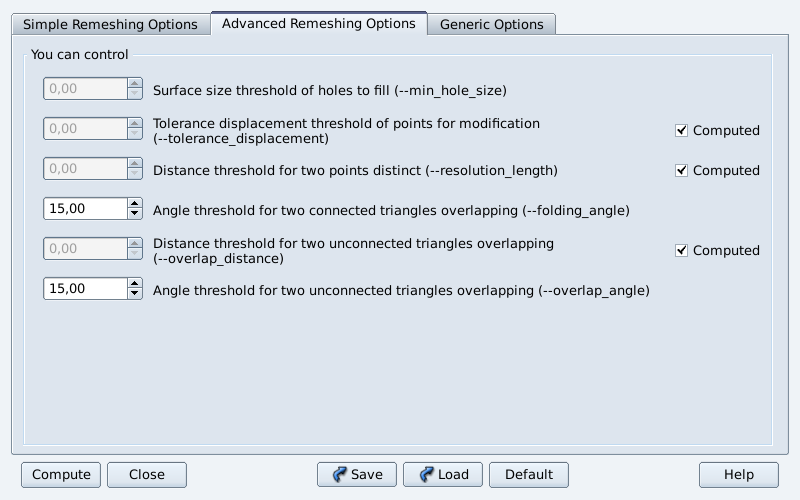 Simple Remeshing Options
Advanced Remeshing Options
Generic Options
You can control
0,00
Surface size threshold of holes to fill (--min_hole_size)
0,00
Tolerance displacement threshold of points for modification
(--tolerance_displacement)
Computed
0,00
Distance threshold for two points distinct (--resolution_length)
Computed
15,00
Angle threshold for two connected triangles overlapping (--folding_angle)
0,00
Distance threshold for two unconnected triangles overlapping
(--overlap_distance)
Computed
15,00
Angle threshold for two unconnected triangles overlapping (--overlap_angle)
Compute
Close
Save
Load
Default
Help